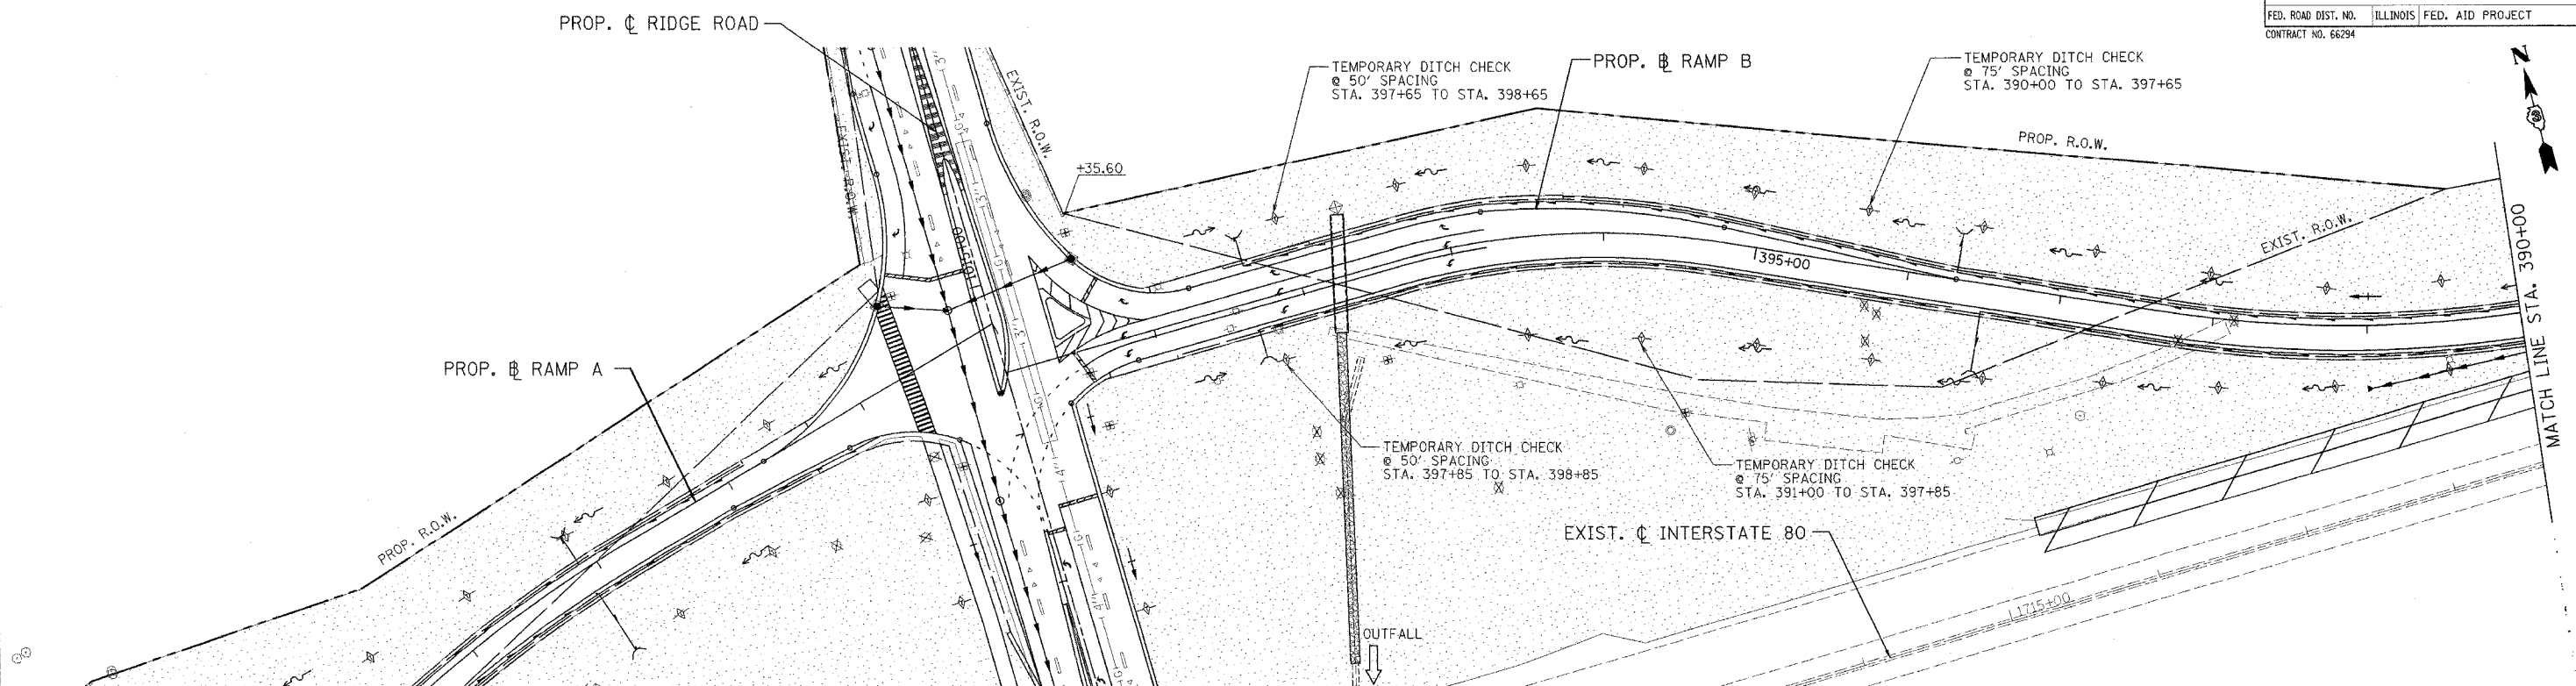 FED. ROAD DIST. NO. ILLINOIS FED. AID PROJECT
CONTRACT NO. 66294
PROP. ℄ RIDGE ROAD
N
TEMPORARY DITCH CHECK
@ 50' SPACING
STA. 397+65 TO STA. 398+65
PROP. ⅊ RAMP B
TEMPORARY DITCH CHECK
@ 75' SPACING
STA. 390+00 TO STA. 397+65
EXIST. R.O.W.
EXIST. R.O.W.
PROP. R.O.W.
+35.60
EXIST. R.O.W.
395+00
MATCH LINE STA. 390+00
1015+00
PROP. ⅊ RAMP A
TEMPORARY DITCH CHECK
@ 50' SPACING
STA. 397+85 TO STA. 398+85
TEMPORARY DITCH CHECK
@ 75' SPACING
STA. 391+00 TO STA. 397+85
PROP. R.O.W.
EXIST. ℄ INTERSTATE 80
1715+00
OUTFALL